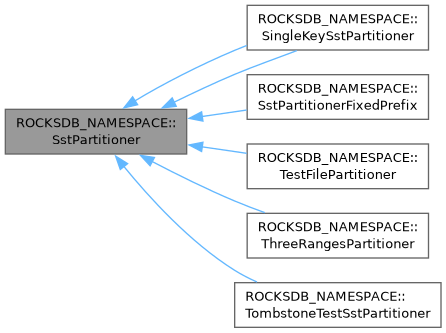 ROCKSDB_NAMESPACE::
SstPartitioner
ROCKSDB_NAMESPACE::
SingleKeySstPartitioner
ROCKSDB_NAMESPACE::
SstPartitionerFixedPrefix
ROCKSDB_NAMESPACE::
TestFilePartitioner
ROCKSDB_NAMESPACE::
ThreeRangesPartitioner
ROCKSDB_NAMESPACE::
TombstoneTestSstPartitioner